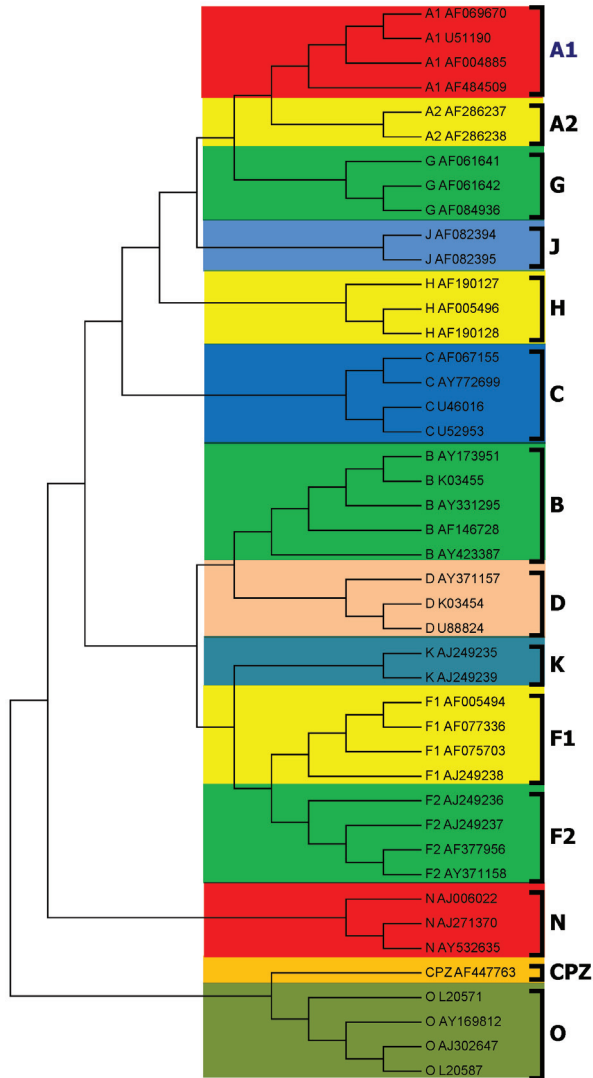 A1 AF069670
A1 U51190
A1 AF004885
A1 AF484509
A1
A2 AF286237
A2 AF286238
A2
G AF061641
G AF061642
G AF084936
G
J AF082394
J AF082395
J
H AF190127
H AF005496
H AF190128
H
C AF067155
C AY772699
C U46016
C U52953
C
B AY173951
B K03455
B AY331295
B AF146728
B AY423387
B
D AY371157
D K03454
D U88824
D
K AJ249235
K AJ249239
K
F1 AF005494
F1 AF077336
F1 AF075703
F1 AJ249238
F1
F2 AJ249236
F2 AJ249237
F2 AF377956
F2 AY371158
F2
N AJ006022
N AJ271370
N AY532635
N
CPZ AF447763
CPZ
O L20571
O AY169812
O AJ302647
O L20587
O